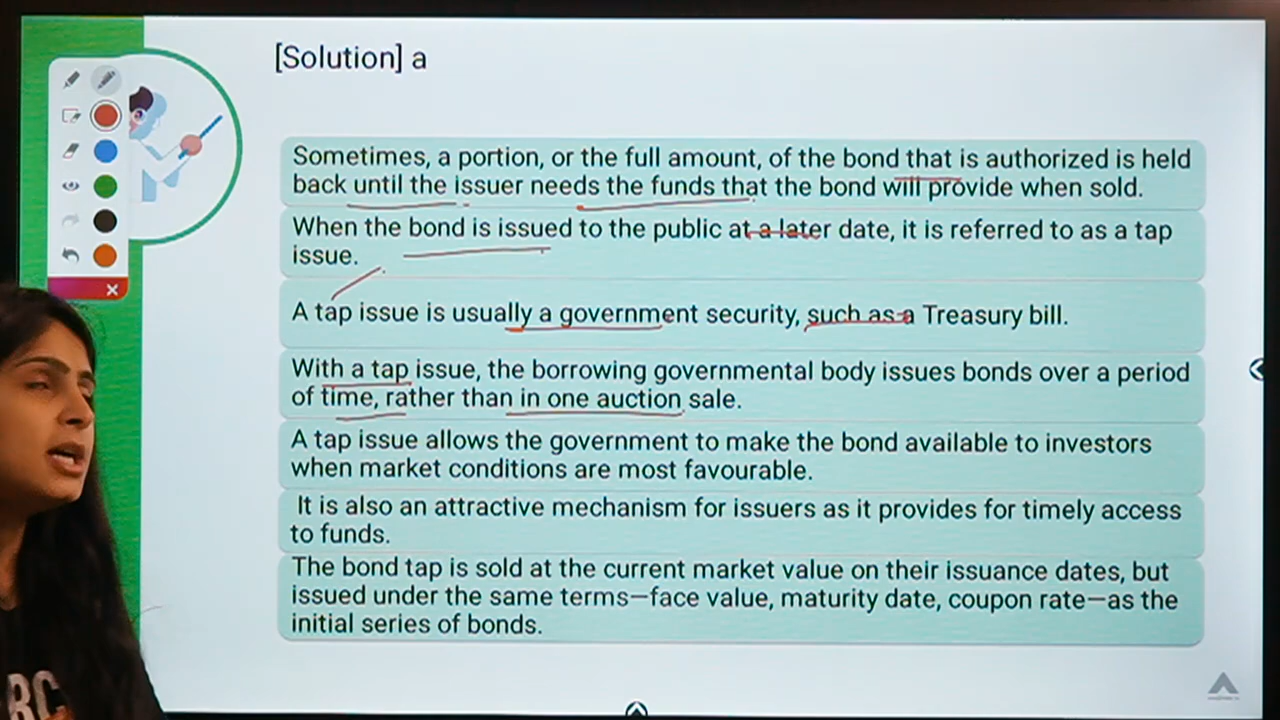 [Solution] a
Sometimes, a portion, or the full amount, of the bond that is authorized is held
back until the issuer needs the funds that the bond will provide when sold.
When the bond is issued to the public at a later date, it is referred to as a tap
issue.
A tap issue is usually a government security, such as a Treasury bill.
With a tap issue, the borrowing governmental body issues bonds over a period
of time, rather than in one auction sale.
A tap issue allows the government to make the bond available to investors
when market conditions are most favourable.
It is also an attractive mechanism for issuers as it provides for timely access
to funds.
The bond tap is sold at the current market value on their issuance dates, but
issued under the same terms—face value, maturity date, coupon rate—as the
initial series of bonds.